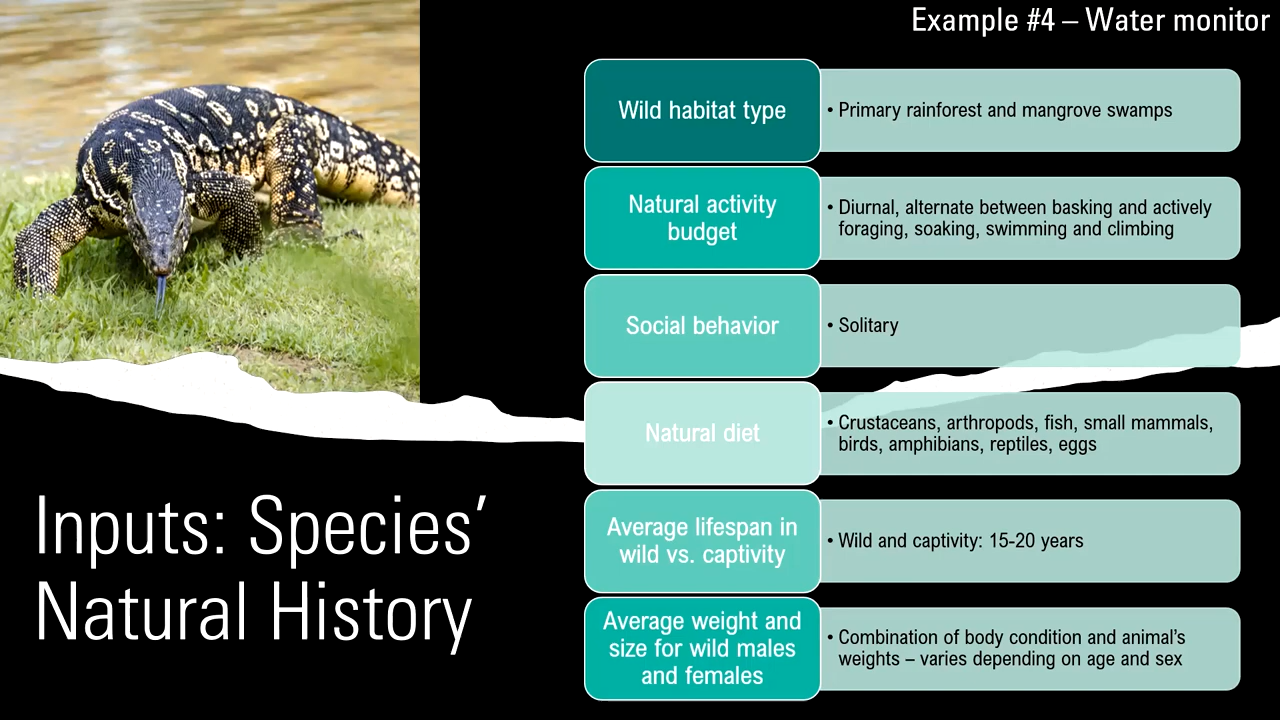 Example #4 – Water monitor
Wild habitat type
• Primary rainforest and mangrove swamps
Natural activity
budget
• Diurnal, alternate between basking and actively
foraging, soaking, swimming and climbing
Social behavior
• Solitary
Natural diet
• Crustaceans, arthropods, fish, small mammals,
birds, amphibians, reptiles, eggs
Average lifespan in
wild vs. captivity
• Wild and captivity: 15-20 years
Average weight and
size for wild males
and females
• Combination of body condition and animal’s
weights – varies depending on age and sex
Inputs: Species’
Natural History